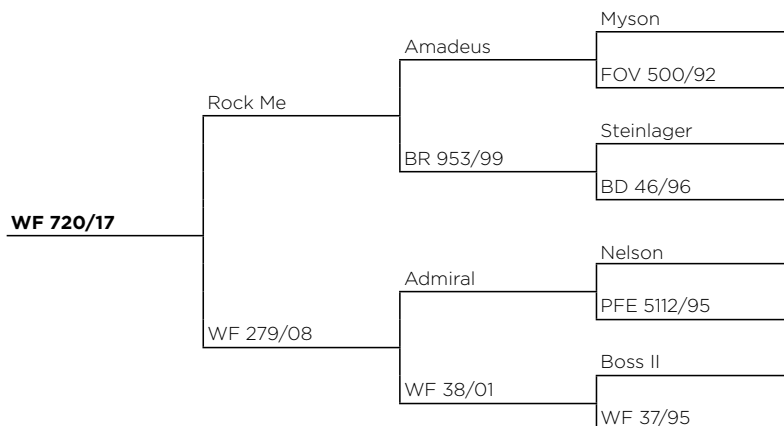 Myson
Amadeus
FOV 500/92
Rock Me
Steinlager
BR 953/99
BD 46/96
WF 720/17
Nelson
Admiral
PFE 5112/95
WF 279/08
Boss II
WF 38/01
WF 37/95